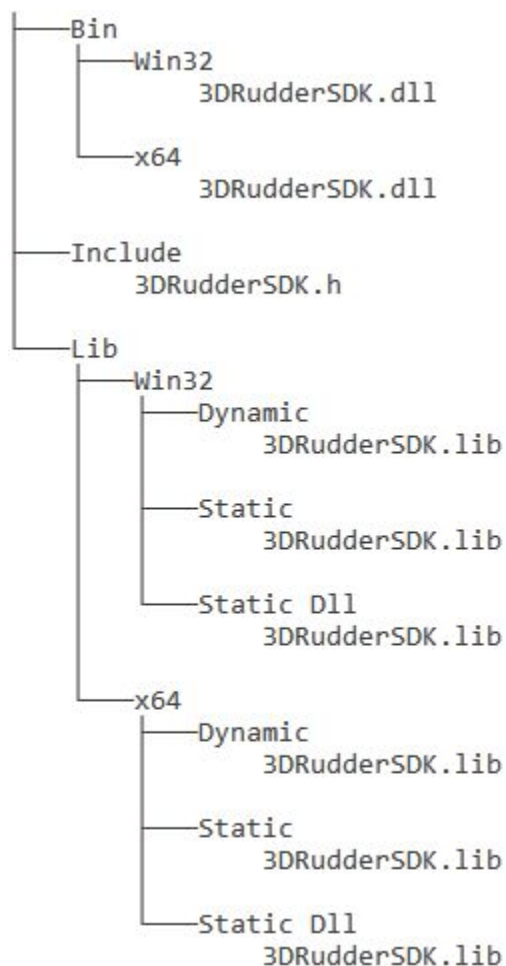 Bin
Win32
3DRudderSDK.dll
x64
3DRudderSDK.dll
Include
3DRudderSDK.h
Lib
Win32
Dynamic
3DRudderSDK.lib
Static
3DRudderSDK.lib
Static Dll
3DRudderSDK.lib
x64
Dynamic
3DRudderSDK.lib
Static
3DRudderSDK.lib
Static Dll
3DRudderSDK.lib